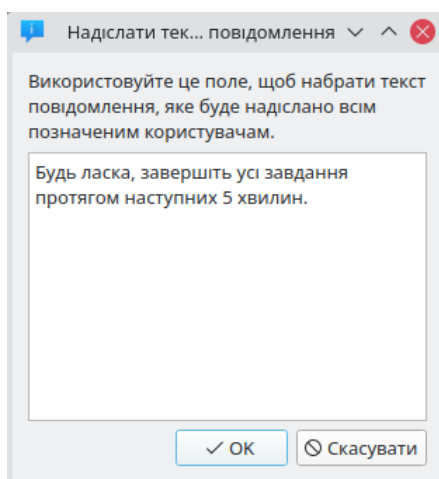 Надіслати тек... повідомлення
Використовуйте це поле, щоб набрати текст
повідомлення, яке буде надіслано всім
позначеним користувачам.
Будь ласка, завершіть усі завдання
протягом наступних 5 хвилин.
OK
Скасувати